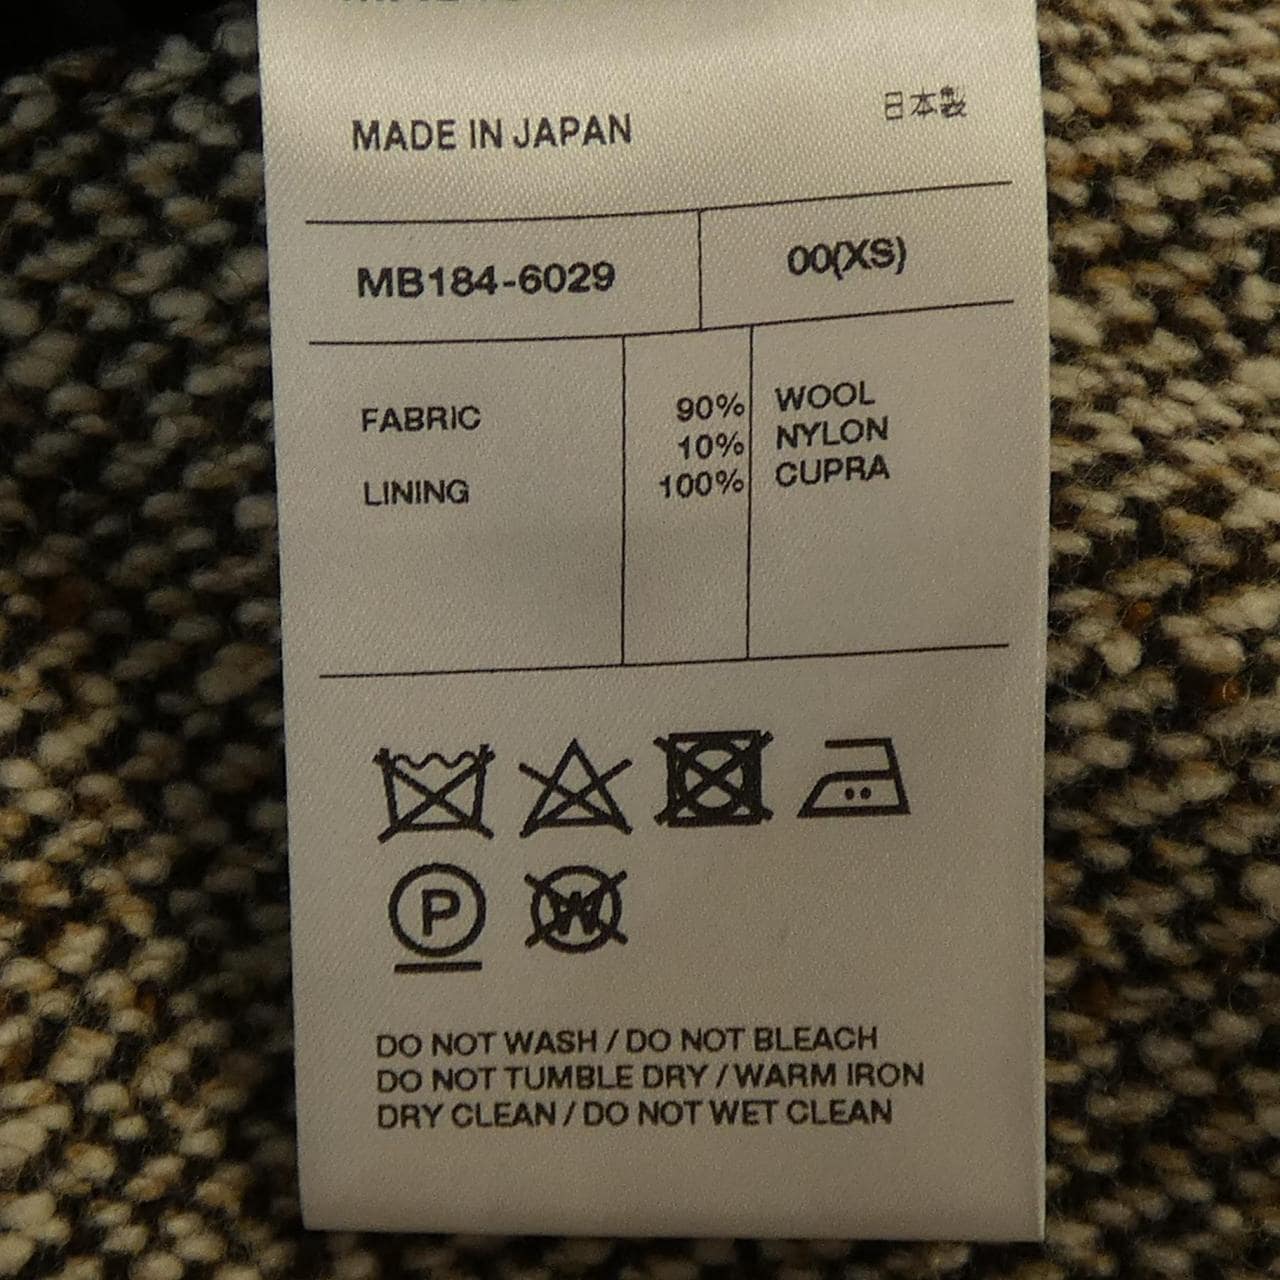 MADE IN JAPAN 日本製
MB184-6029 00(XS)
FABRIC 90% WOOL
10% NYLON
LINING 100% CUPRA
P W
DO NOT WASH / DO NOT BLEACH
DO NOT TUMBLE DRY / WARM IRON
DRY CLEAN / DO NOT WET CLEAN